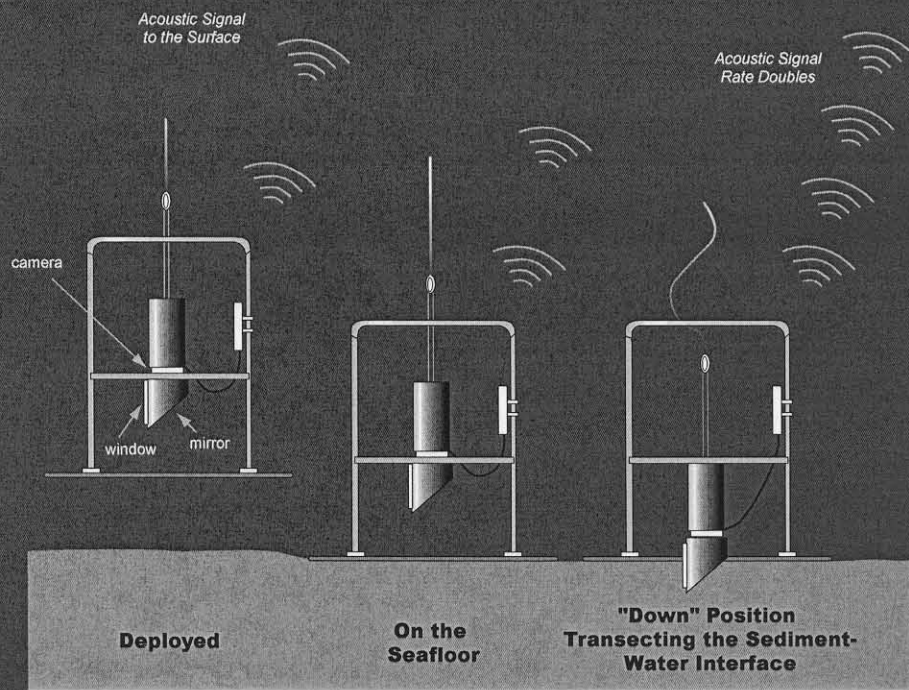 Acoustic Signal
to the Surface
Acoustic Signal
Rate Doubles
camera
window
mirror
Deployed
On the
Seafloor
"Down" Position
Transecting the Sediment-
Water Interface